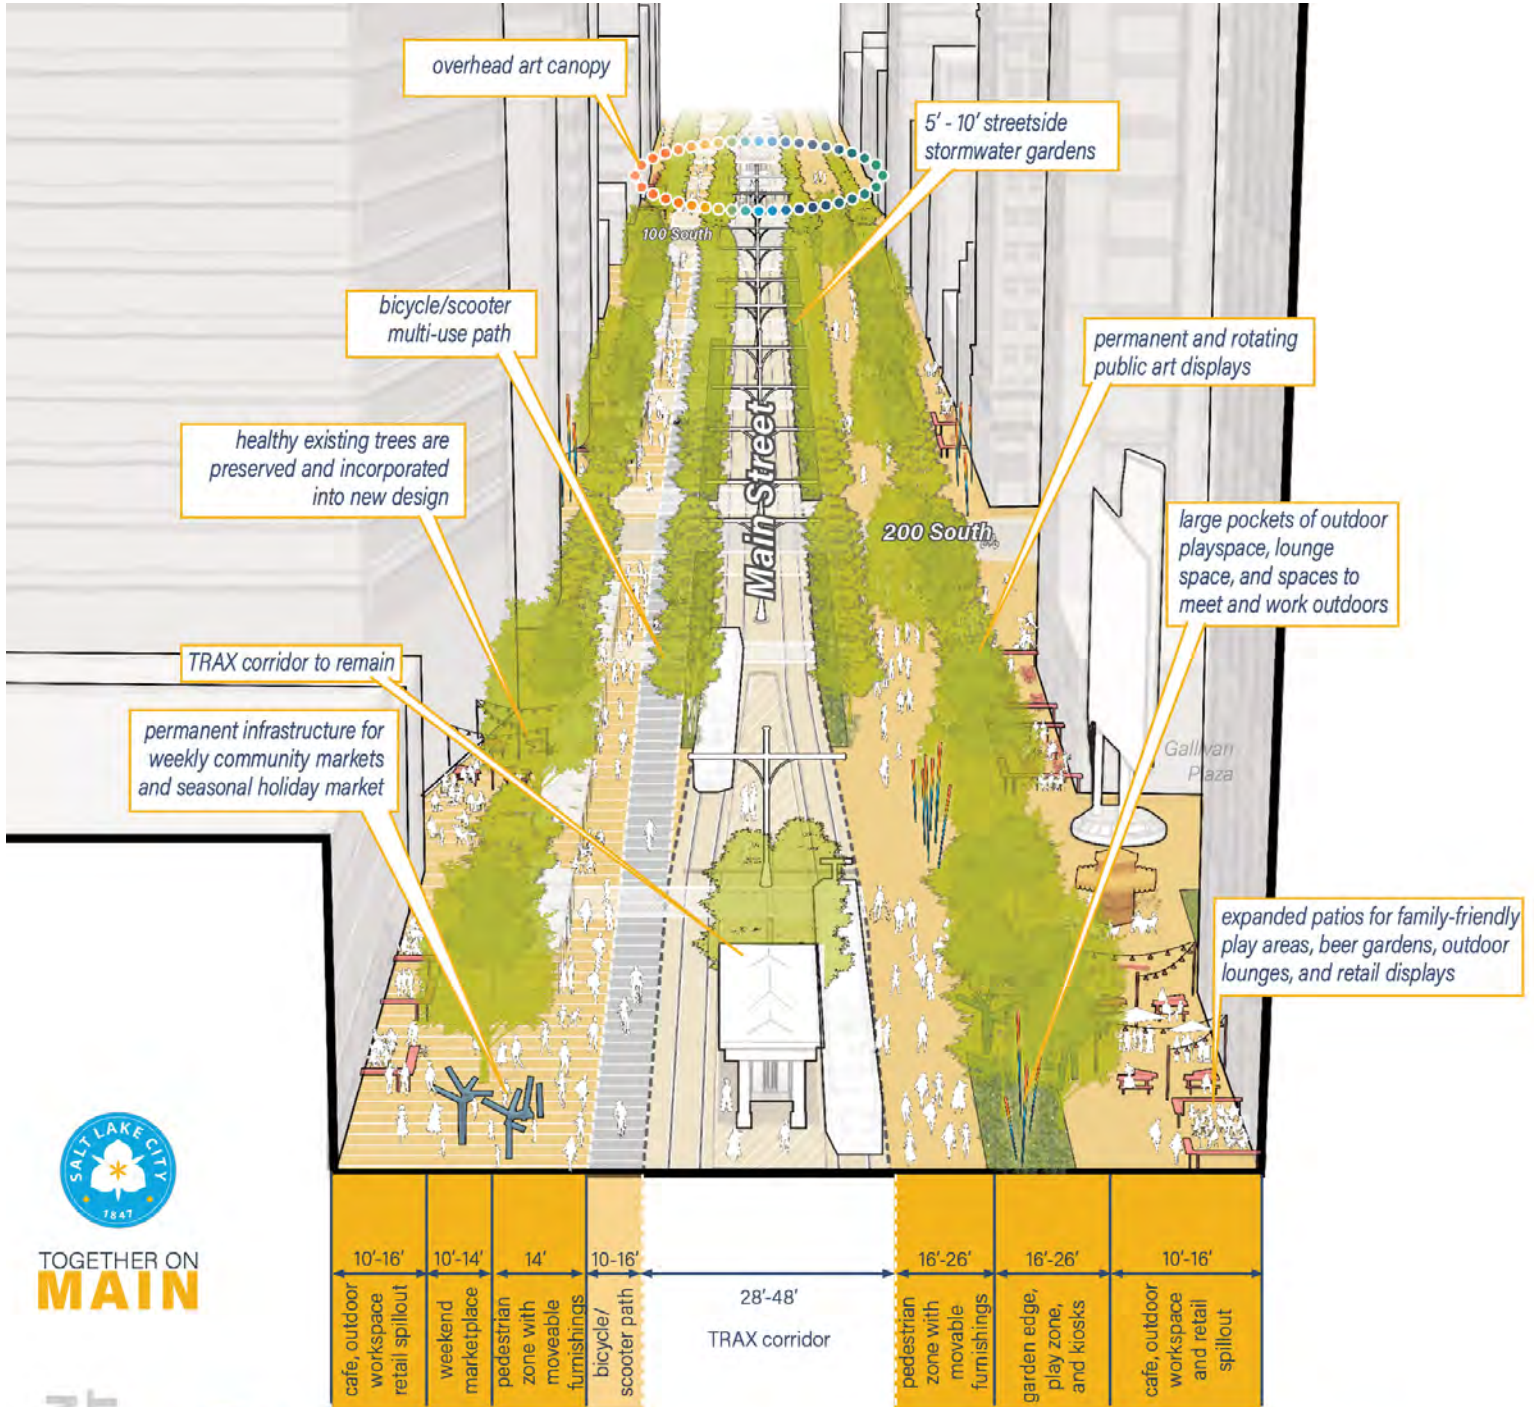 overhead art canopy
5' - 10' streetside
stormwater gardens
100 South
bicycle/scooter
multi-use path
permanent and rotating
public art displays
healthy existing trees are
preserved and incorporated
into new design
Main Street
200 South
large pockets of outdoor
playspace, lounge
space, and spaces to
meet and work outdoors
TRAX corridor to remain
permanent infrastructure for
weekly community markets
and seasonal holiday market
Gallivan
Plaza
expanded patios for family-friendly
play areas, beer gardens, outdoor
lounges, and retail displays
SALT LAKE CITY
1847
TOGETHER ON
MAIN
10'-16'
cafe, outdoor
workspace
retail spillout
10'-14'
weekend
marketplace
14'
pedestrian
zone with
moveable
furnishings
10-16'
bicycle/
scooter path
28'-48'
TRAX corridor
16'-26'
pedestrian
zone with
movable
furnishings
16'-26'
garden edge,
play zone,
and kiosks
10'-16'
cafe, outdoor
workspace
and retail
spillout